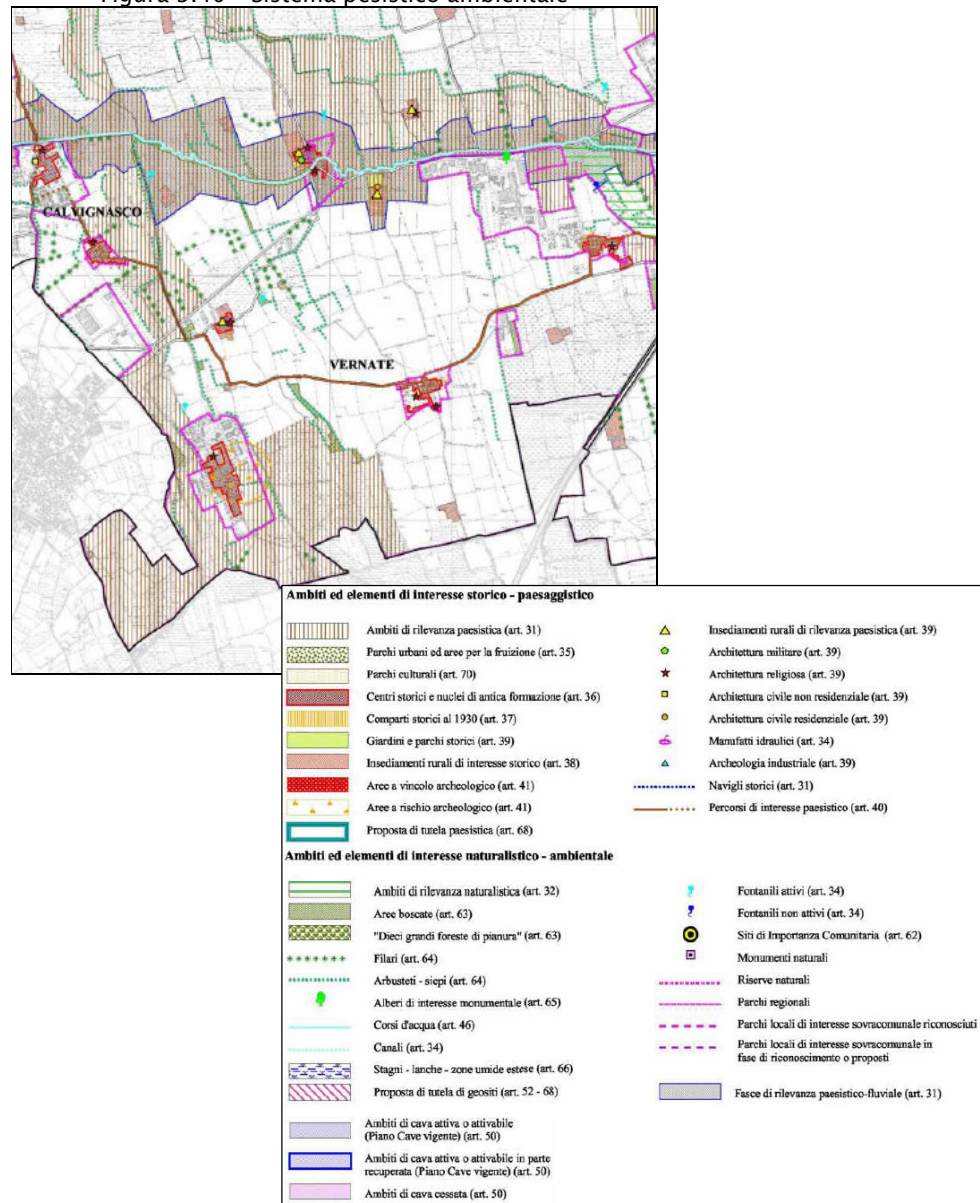 Figura 3.40 – Sistema pesistico ambientale
CALVIGNASCO
VERNATE
Ambiti ed elementi di interesse storico - paesaggistico
Ambiti di rilevanza paesistica (art. 31)
Parchi urbani ed aree per la fruizione (art. 35)
Parchi culturali (art. 70)
Centri storici e nuclei di antica formazione (art. 36)
Comparti storici al 1930 (art. 37)
Giardini e parchi storici (art. 39)
Insediamenti rurali di interesse storico (art. 38)
Aree a vincolo archeologico (art. 41)
Aree a rischio archeologico (art. 41)
Proposta di tutela paesistica (art. 68)
Insediamenti rurali di rilevanza paesistica (art. 39)
Architettura militare (art. 39)
Architettura religiosa (art. 39)
Architettura civile non residenziale (art. 39)
Architettura civile residenziale (art. 39)
Manufatti idraulici (art. 34)
Archeologia industriale (art. 39)
Navigli storici (art. 31)
Percorsi di interesse paesistico (art. 40)
Ambiti ed elementi di interesse naturalistico - ambientale
Ambiti di rilevanza naturalistica (art. 32)
Aree boscate (art. 63)
"Dieci grandi foreste di pianura" (art. 63)
Filari (art. 64)
Arbusteti - siepi (art. 64)
Alberi di interesse monumentale (art. 65)
Corsi d'acqua (art. 46)
Canali (art. 34)
Stagni - lanche - zone umide estese (art. 66)
Proposta di tutela di geositi (art. 52 - 68)
Ambiti di cava attiva o attivabile
(Piano Cave vigente) (art. 50)
Ambiti di cava attiva o attivabile in parte
recuperata (Piano Cave vigente) (art. 50)
Ambiti di cava cessata (art. 50)
Fontanili attivi (art. 34)
Fontanili non attivi (art. 34)
Siti di Importanza Comunitaria (art. 62)
Monumenti naturali
Riserve naturali
Parchi regionali
Parchi locali di interesse sovracomunale riconosciuti
Parchi locali di interesse sovracomunale in
fase di riconoscimento o proposti
Fasce di rilevanza paesistico-fluviale (art. 31)